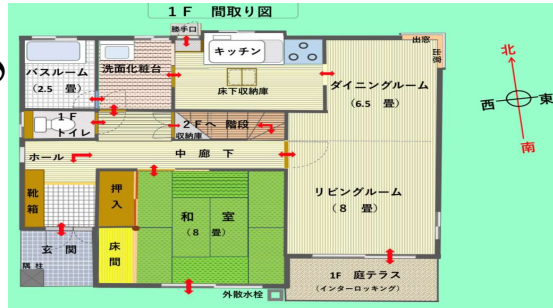 1F 間取り図
勝手口
出窓
出窓
キッチン
バスルーム
(2.5 畳)
洗面化粧台
床下収納庫
ダイニングルーム
(6.5 畳)
北
西
東
南
1F
トイレ
2Fへ 階段
収納庫
ホール
中廊下
靴箱
押入
和 室
(8 畳)
リビングルーム
(8 畳)
床間
玄 関
隅柱
外散水栓
1F 庭テラス
(インターロッキング)